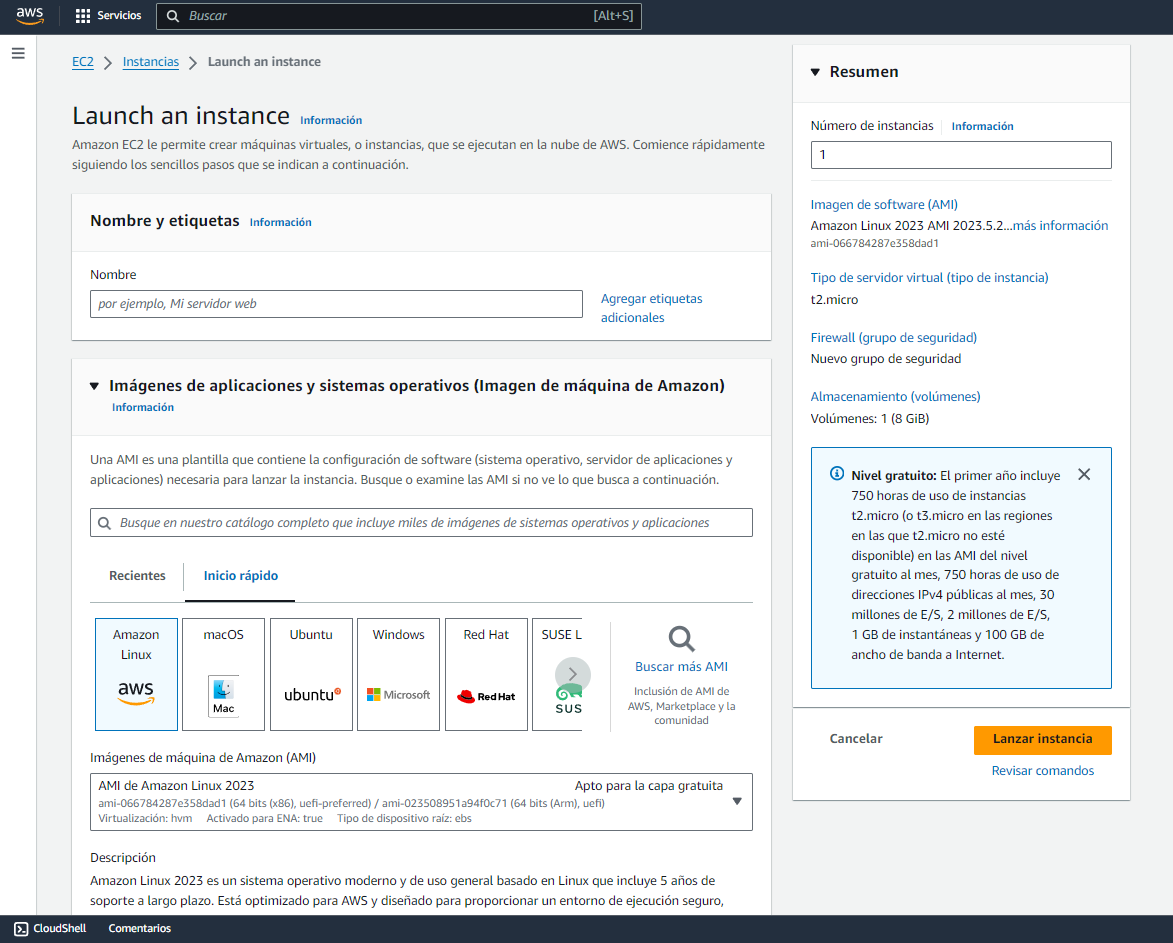 aws
Servicios
Buscar
[Alt+S]
EC2
Instancias
Launch an instance
Launch an instance Información
Amazon EC2 le permite crear máquinas virtuales, o instancias, que se ejecutan en la nube de AWS. Comience rápidamente
siguiendo los sencillos pasos que se indican a continuación.
Nombre y etiquetas Información
Nombre
por ejemplo, Mi servidor web
Agregar etiquetas
adicionales
Imágenes de aplicaciones y sistemas operativos (Imagen de máquina de Amazon)
Información
Una AMI es una plantilla que contiene la configuración de software (sistema operativo, servidor de aplicaciones y
aplicaciones) necesaria para lanzar la instancia. Busque o examine las AMI si no ve lo que busca a continuación.
Busque en nuestro catálogo completo que incluye miles de imágenes de sistemas operativos y aplicaciones
Recientes
Inicio rápido
Amazon
Linux
aws
macOS
Mac
Ubuntu
ubuntu
Windows
Microsoft
Red Hat
Red Hat
SUSE L
SUS
Buscar más AMI
Inclusión de AMI de
AWS, Marketplace y la
comunidad
Imágenes de máquina de Amazon (AMI)
AMI de Amazon Linux 2023
Apto para la capa gratuita
ami-066784287e358dad1 (64 bits (x86), uefi-preferred) / ami-023508951a94f0c71 (64 bits (Arm), uefi)
Virtualización: hvm Activado para ENA: true Tipo de dispositivo raíz: ebs
Descripción
Amazon Linux 2023 es un sistema operativo moderno y de uso general basado en Linux que incluye 5 años de
soporte a largo plazo. Está optimizado para AWS y diseñado para proporcionar un entorno de ejecución seguro,
Resumen
Número de instancias Información
1
Imagen de software (AMI)
Amazon Linux 2023 AMI 2023.5.2...más información
ami-066784287e358dad1
Tipo de servidor virtual (tipo de instancia)
t2.micro
Firewall (grupo de seguridad)
Nuevo grupo de seguridad
Almacenamiento (volúmenes)
Volúmenes: 1 (8 GiB)
Nivel gratuito: El primer año incluye
750 horas de uso de instancias
t2.micro (o t3.micro en las regiones
en las que t2.micro no esté
disponible) en las AMI del nivel
gratuito al mes, 750 horas de uso de
direcciones IPv4 públicas al mes, 30
millones de E/S, 2 millones de E/S,
1 GB de instantáneas y 100 GB de
ancho de banda a Internet.
Cancelar
Lanzar instancia
Revisar comandos
CloudShell
Comentarios